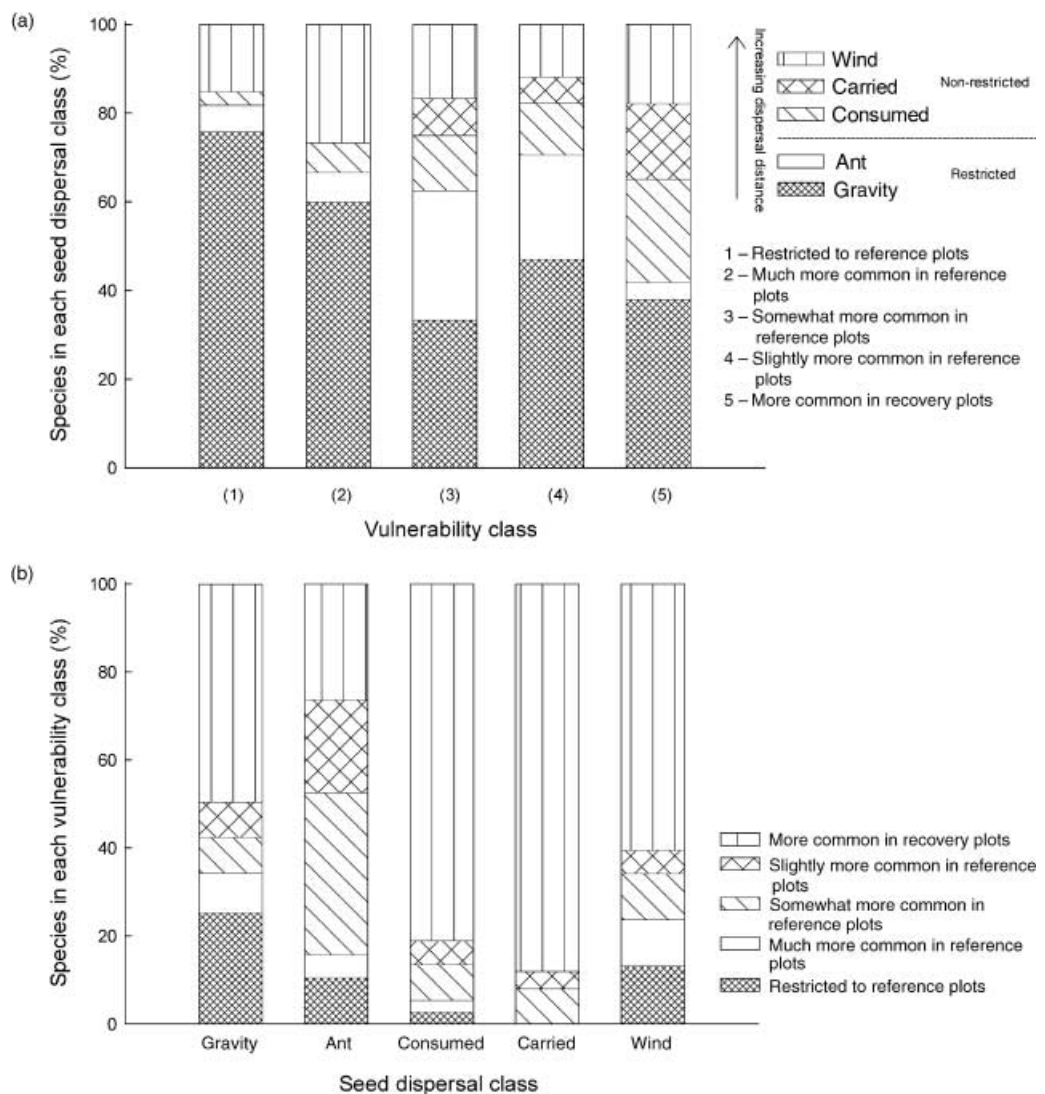 (a)
100
80
60
40
20
0
Species in each seed dispersal class (%)
(1)
(2)
(3)
(4)
(5)
Vulnerability class
Increasing dispersal distance
Wind
Carried
Consumed
Non-restricted
Ant
Gravity
Restricted
1 – Restricted to reference plots
2 – Much more common in reference
plots
3 – Somewhat more common in
reference plots
4 – Slightly more common in reference
plots
5 – More common in recovery plots
(b)
100
80
60
40
20
0
Species in each vulnerability class (%)
Gravity
Ant
Consumed
Carried
Wind
Seed dispersal class
More common in recovery plots
Slightly more common in reference
plots
Somewhat more common in
reference plots
Much more common in reference
plots
Restricted to reference plots